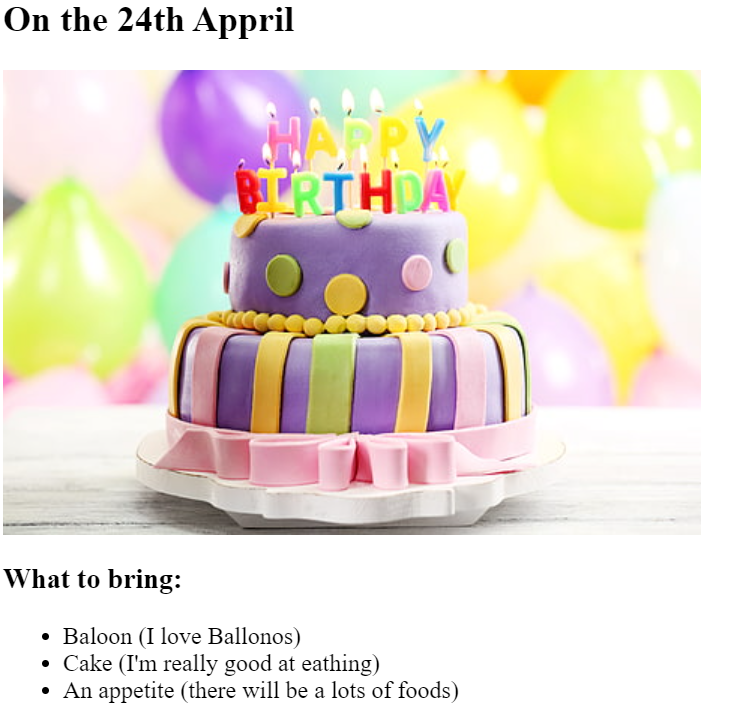 On the 24th Appril
HAPPY
BIRTHDAY
What to bring:
Baloon (I love Ballonos)
Cake (I'm really good at eathing)
An appetite (there will be a lots of foods)